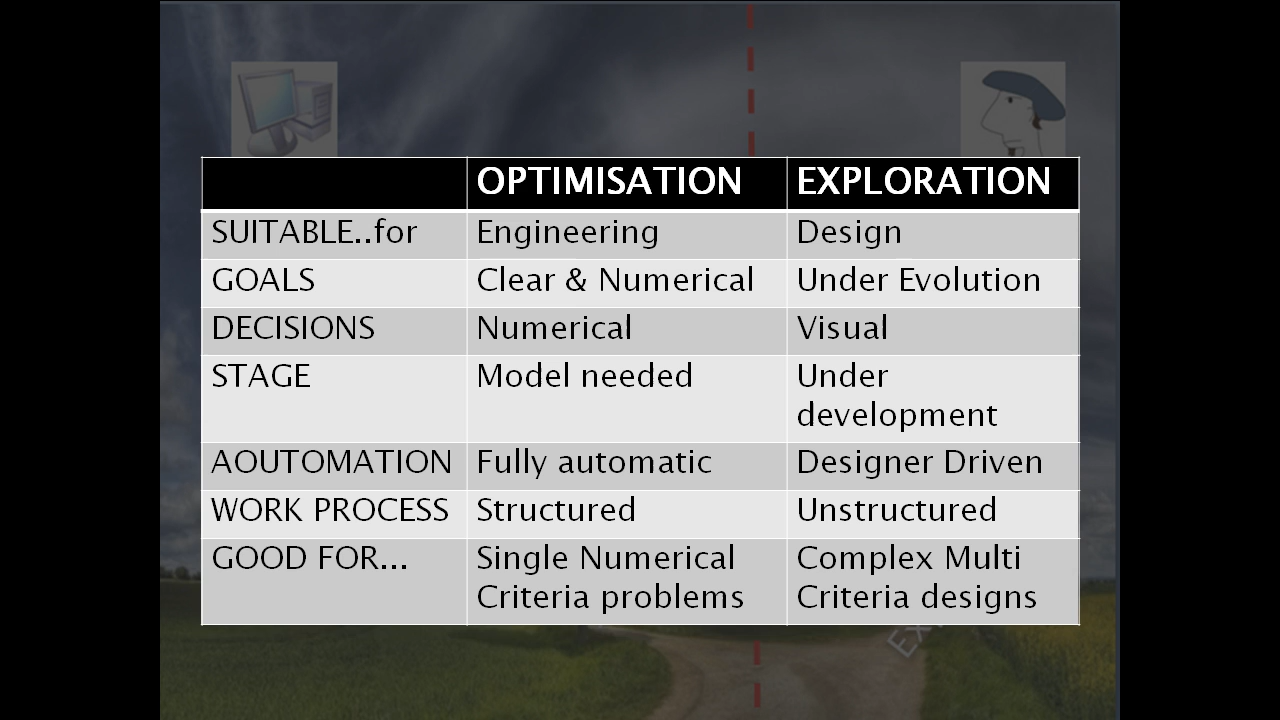 OPTIMISATION EXPLORATION
SUITABLE..for Engineering Design
GOALS Clear & Numerical Under Evolution
DECISIONS Numerical Visual
STAGE Model needed Under
development
AOUTOMATION Fully automatic Designer Driven
WORK PROCESS Structured Unstructured
GOOD FOR... Single Numerical Complex Multi
Criteria problems Criteria designs